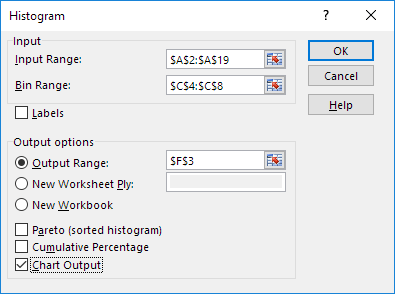 Histogram
? ×
Input
Input Range: $A$2:$A$19
Bin Range: $C$4:$C$8
Labels
OK
Cancel
Help
Output options
Output Range: $F$3
New Worksheet Ply:
New Workbook
Pareto (sorted histogram)
Cumulative Percentage
Chart Output